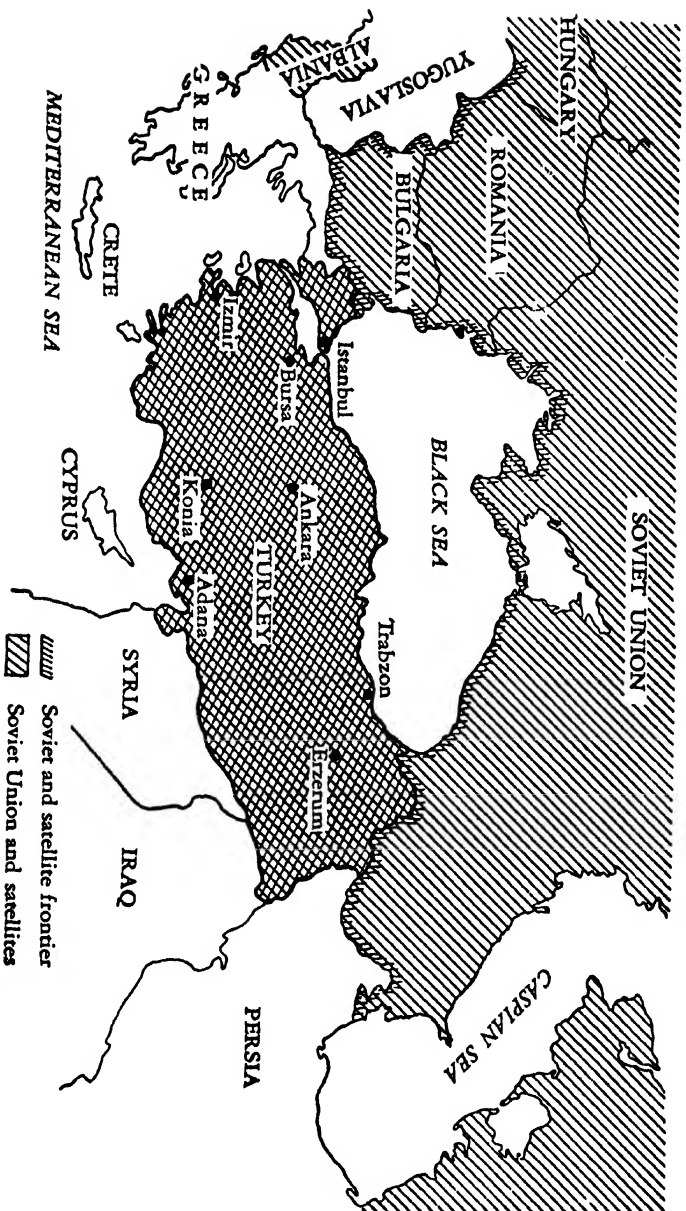 HUNGARY
SOVIET UNION
ROMANIA
YUGOSLAVIA
BULGARIA
ALBANIA
GREECE
BLACK SEA
CASPIAN SEA
Istanbul
Trabzon
Bursa
Ankara
Erzerum
TURKEY
Izmir
Konia
Adana
PERSIA
CRETE
CYPRUS
SYRIA
IRAQ
MEDITERRANEAN SEA
Soviet and satellite frontier
Soviet Union and satellites